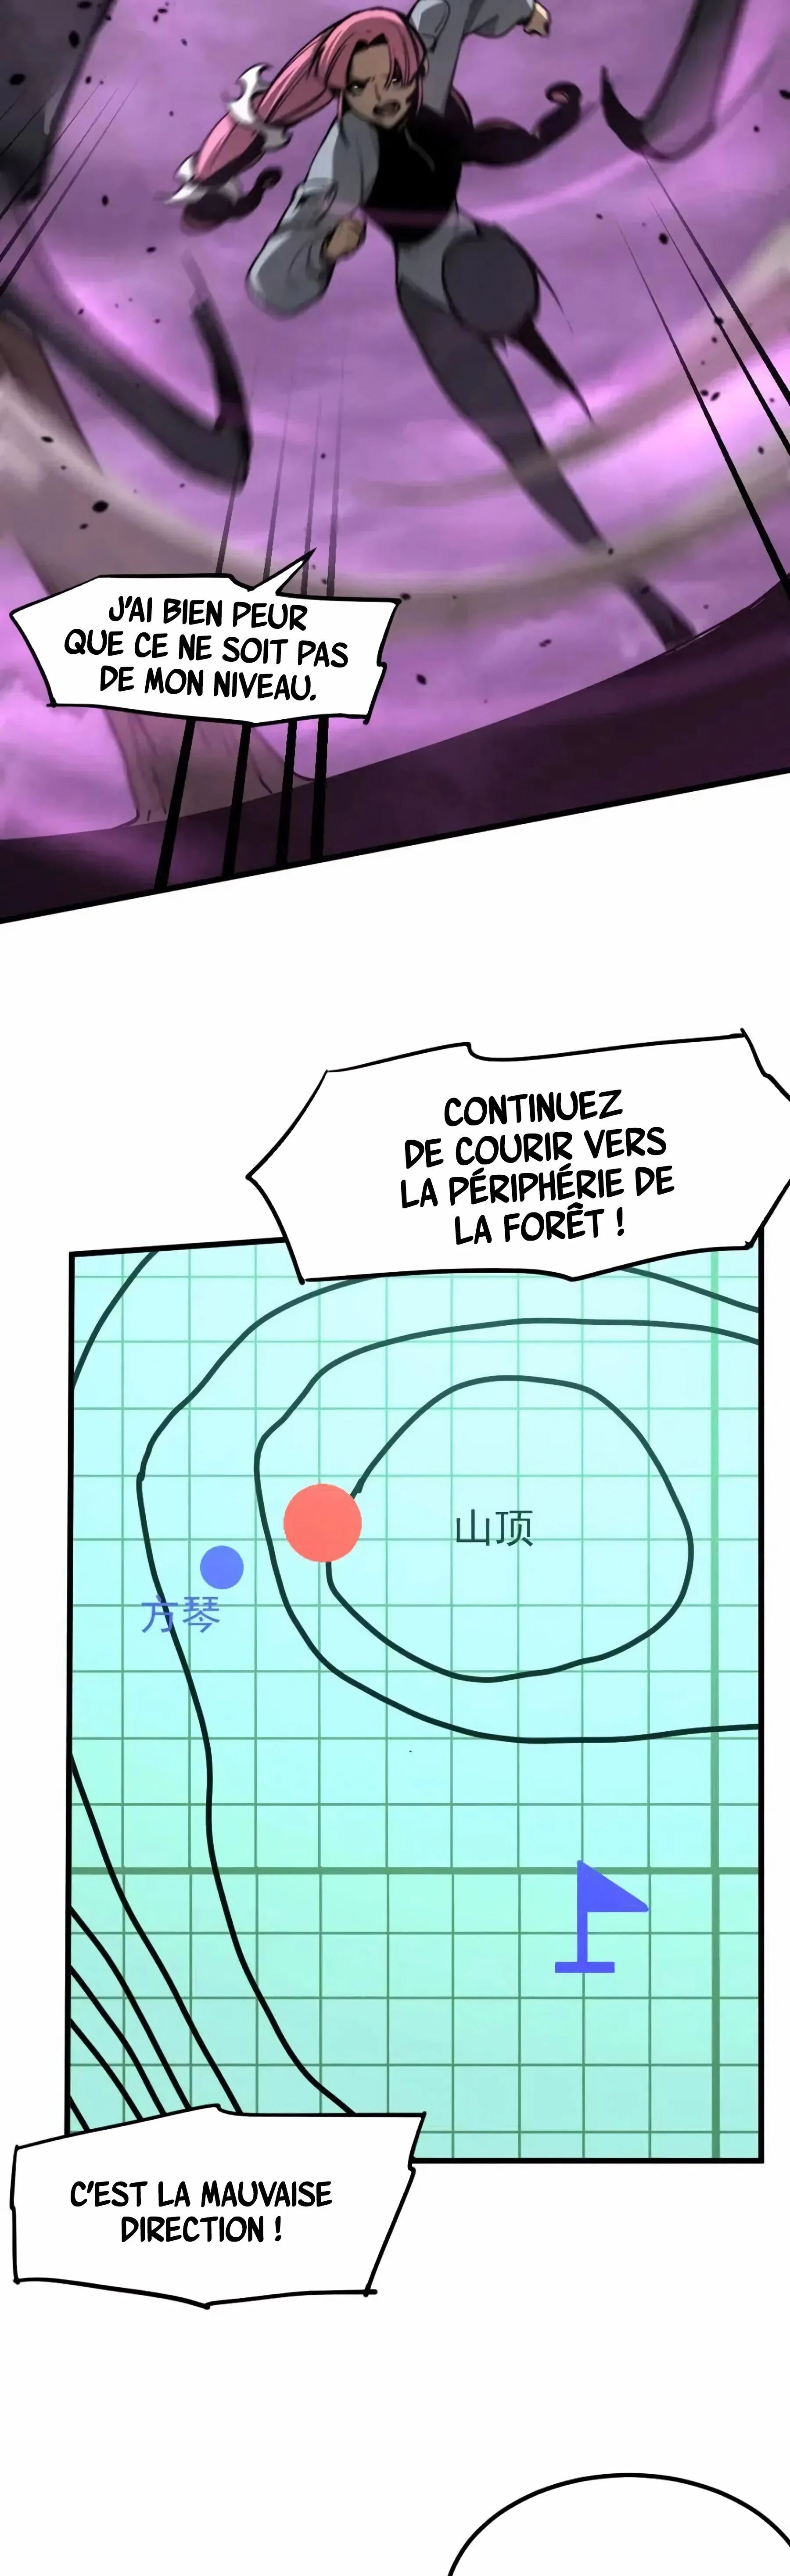 J'AI BIEN PEUR
QUE CE NE SOIT PAS
DE MON NIVEAU.
CONTINUEZ
DE COURIR VERS
LA PÉRIPHÉRIE DE
LA FORÊT !
山顶
方琴
C'EST LA MAUVAISE
DIRECTION !